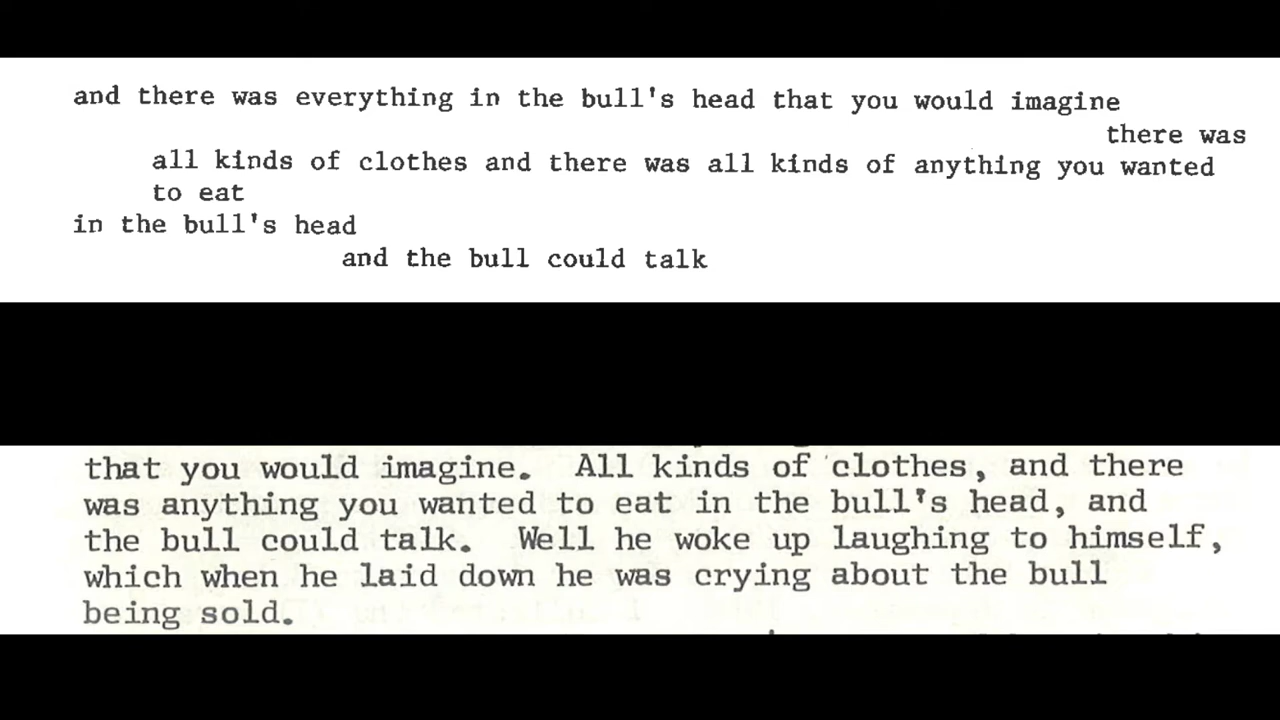 and there was everything in the bull's head that you would imagine
there was
all kinds of clothes and there was all kinds of anything you wanted
to eat
in the bull's head
and the bull could talk
that you would imagine. All kinds of clothes, and there
was anything you wanted to eat in the bull's head, and
the bull could talk. Well he woke up laughing to himself,
which when he laid down he was crying about the bull
being sold.